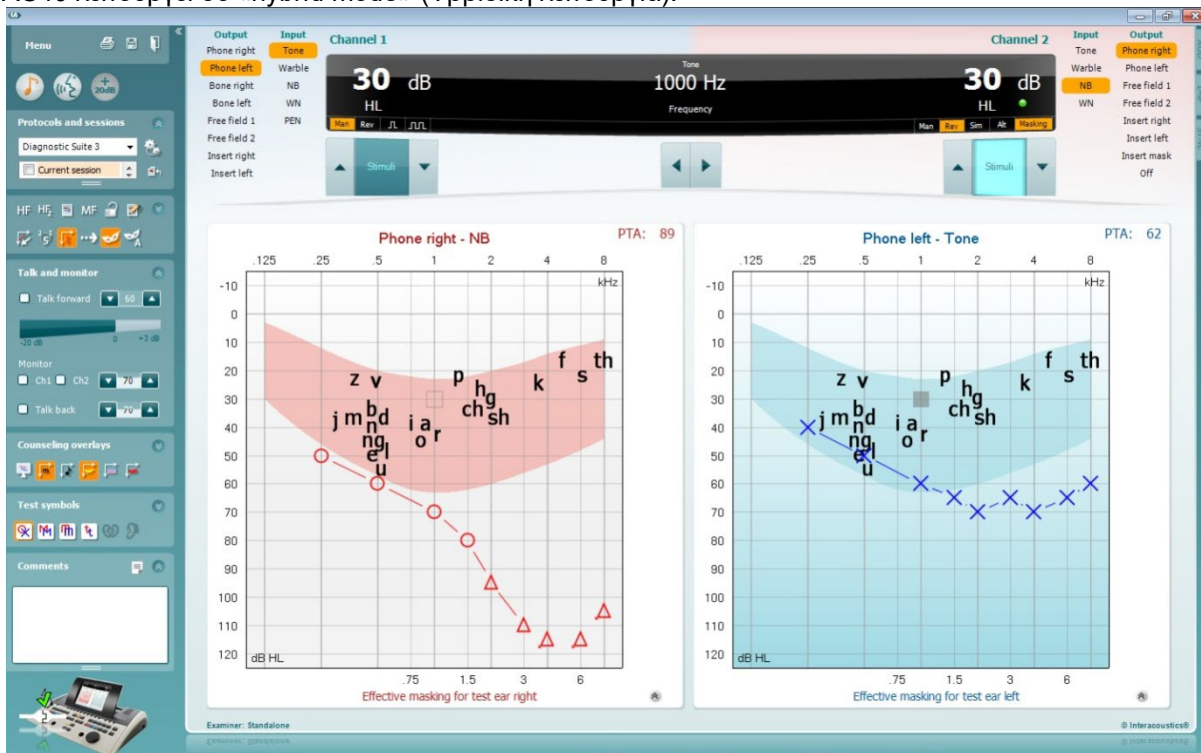 λειτουργεί σε «hybrid mode» (Υβριδική λειτουργία).
Menu
+ 20dB
Protocols and sessions
Diagnostic Suite 3
Current session
HF HF2 MF
Talk and monitor
Talk forward 60
-20 dB 0 +3 dB
Monitor
Ch1 Ch2 70
Talk back 70
Counseling overlays
Test symbols
Comments
Output
Phone right
Phone left
Bone right
Bone left
Free field 1
Free field 2
Insert right
Insert left
Input
Tone
Warble
NB
WN
PEN
Channel 1
Channel 2
30 dB
HL
Man Rev
Tone
1000 Hz
Frequency
30 dB
HL
Man Rev Sim Alt Masking
Stimuli
Stimuli
Input
Tone
Warble
NB
WN
Output
Phone right
Phone left
Free field 1
Free field 2
Insert right
Insert left
Insert mask
Off
Phone right - NB
PTA: 89
.125 .25 .5 1 2 4 8
kHz
-10
0
10
20
30
40
50
60
70
80
90
100
110
120
dB HL
f th
z v p h g k s
j m b d n ch sh
i a o r
ng e l u
.75 1.5 3 6
Effective masking for test ear right
Phone left - Tone
PTA: 62
.125 .25 .5 1 2 4 8
kHz
-10
0
10
20
30
40
50
60
70
80
90
100
110
120
dB HL
f th
z v p h g k s
j m b d n ch sh
i a o r
ng e l u
.75 1.5 3 6
Effective masking for test ear left
Examiner: Standalone
© Interacoustics®